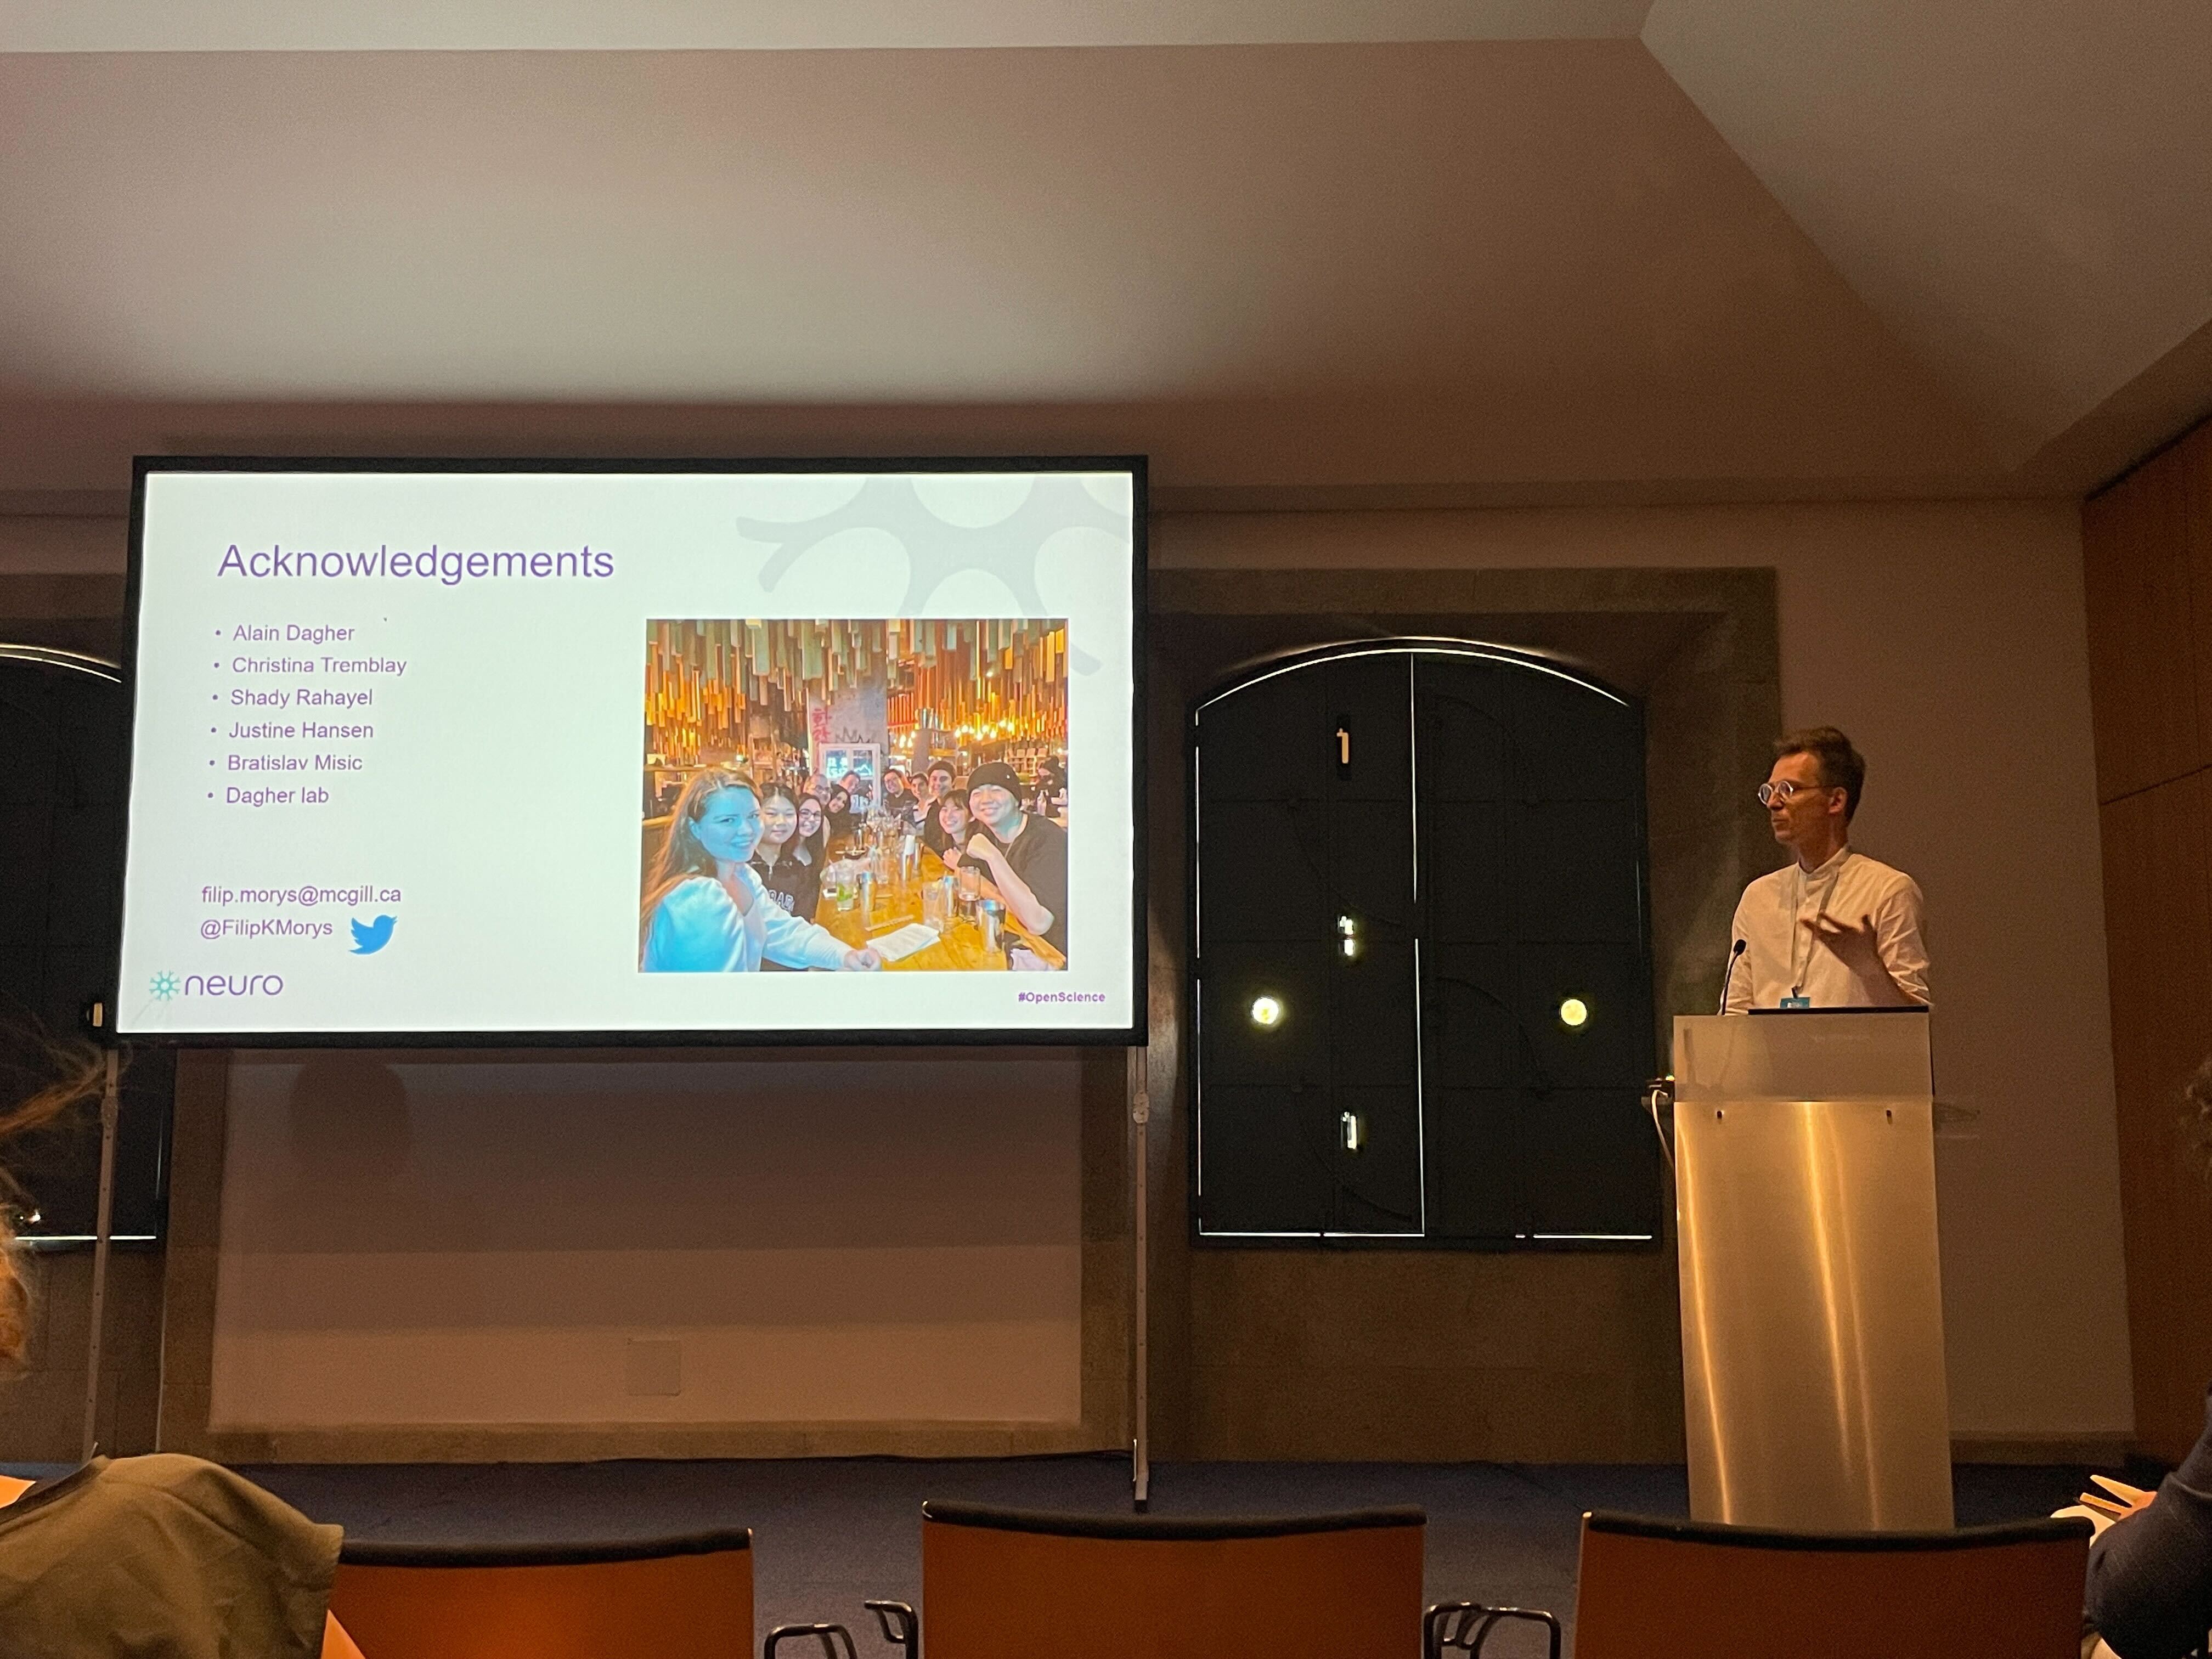 Acknowledgements
• Alain Dagher
• Christina Tremblay
• Shady Rahayel
• Justine Hansen
• Bratislav Misic
• Dagher lab
filip.morys@mcgill.ca
@FilipKMorys
neuro
#OpenScience